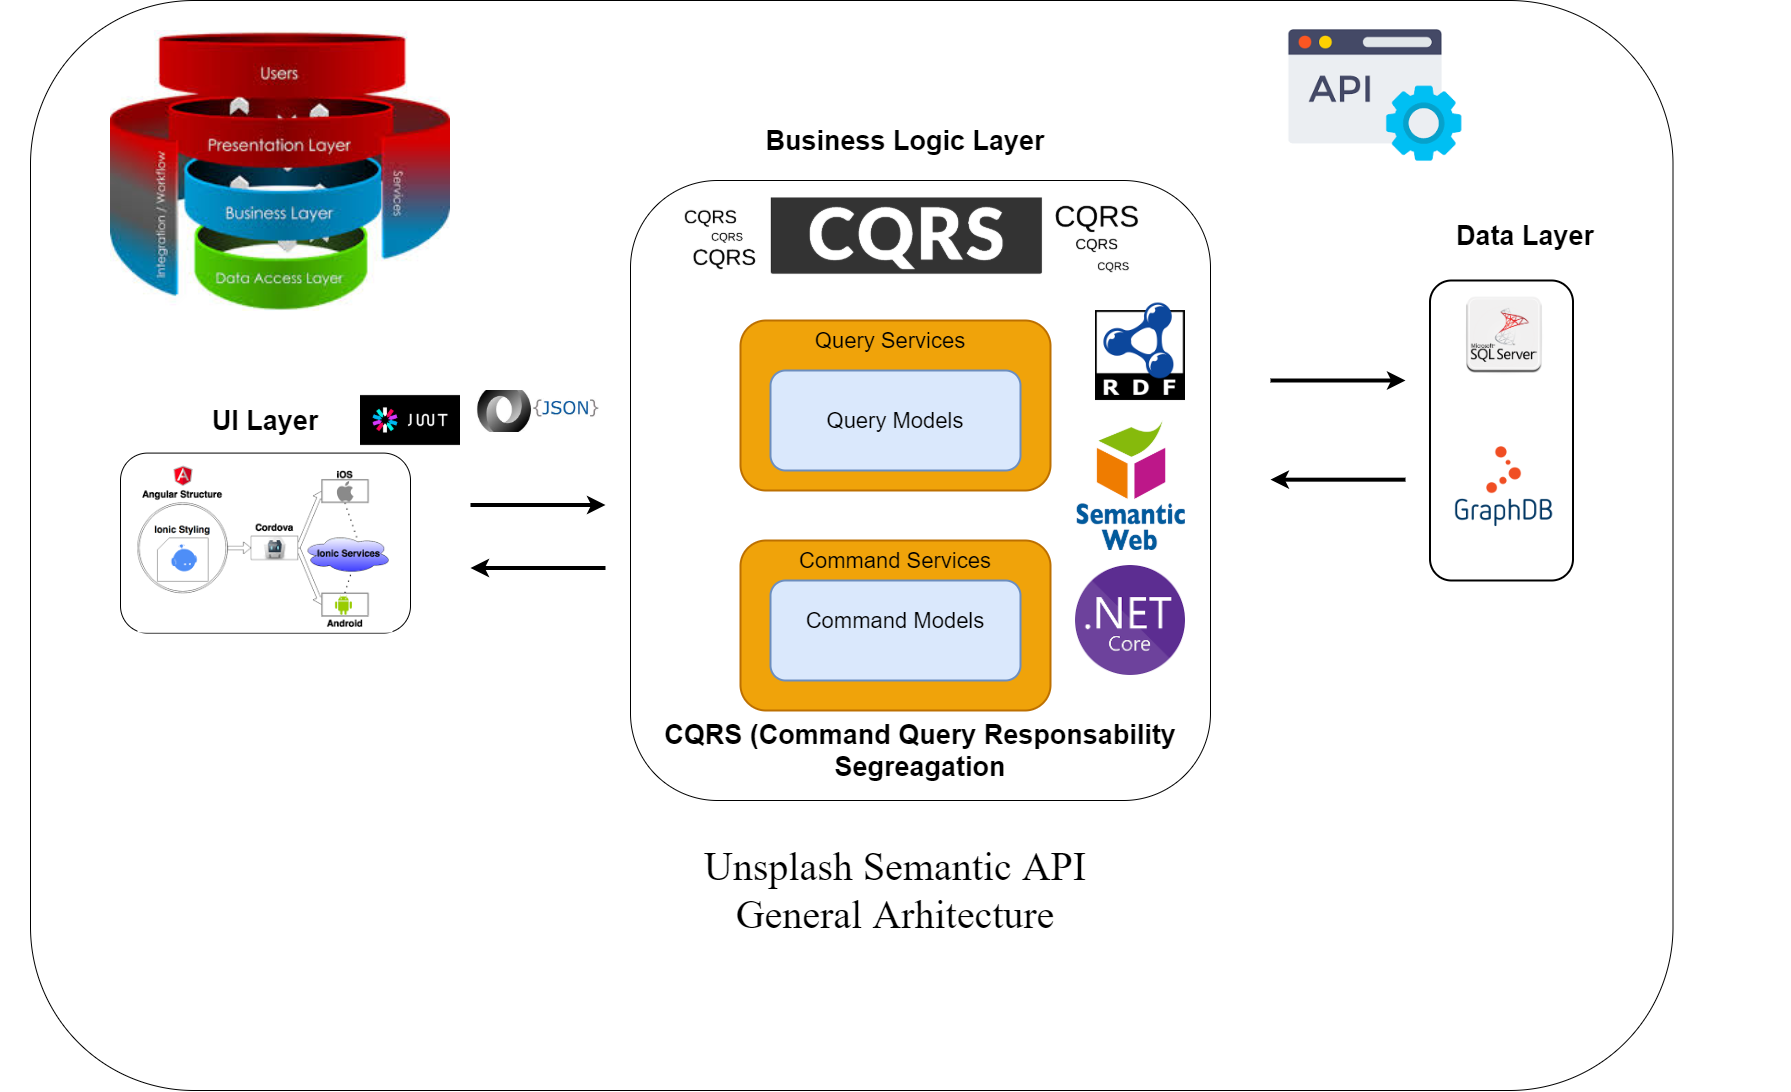 Users
Presentation Layer
Business Layer
Data Access Layer
Integration / Workflow
Services
API
Business Logic Layer
CQRS
CQRS
CQRS
CQRS
CQRS
CQRS
CQRS
Data Layer
Query Services
Query Models
RDF
Microsoft
SQL Server
UI Layer
JWT
{JSON}
Angular Structure
Ionic Styling
Cordova
iOS
Ionic Services
Android
Semantic
Web
GraphDB
Command Services
Command Models
.NET
Core
CQRS (Command Query Responsability
Segreagation
Unsplash Semantic API
General Arhitecture